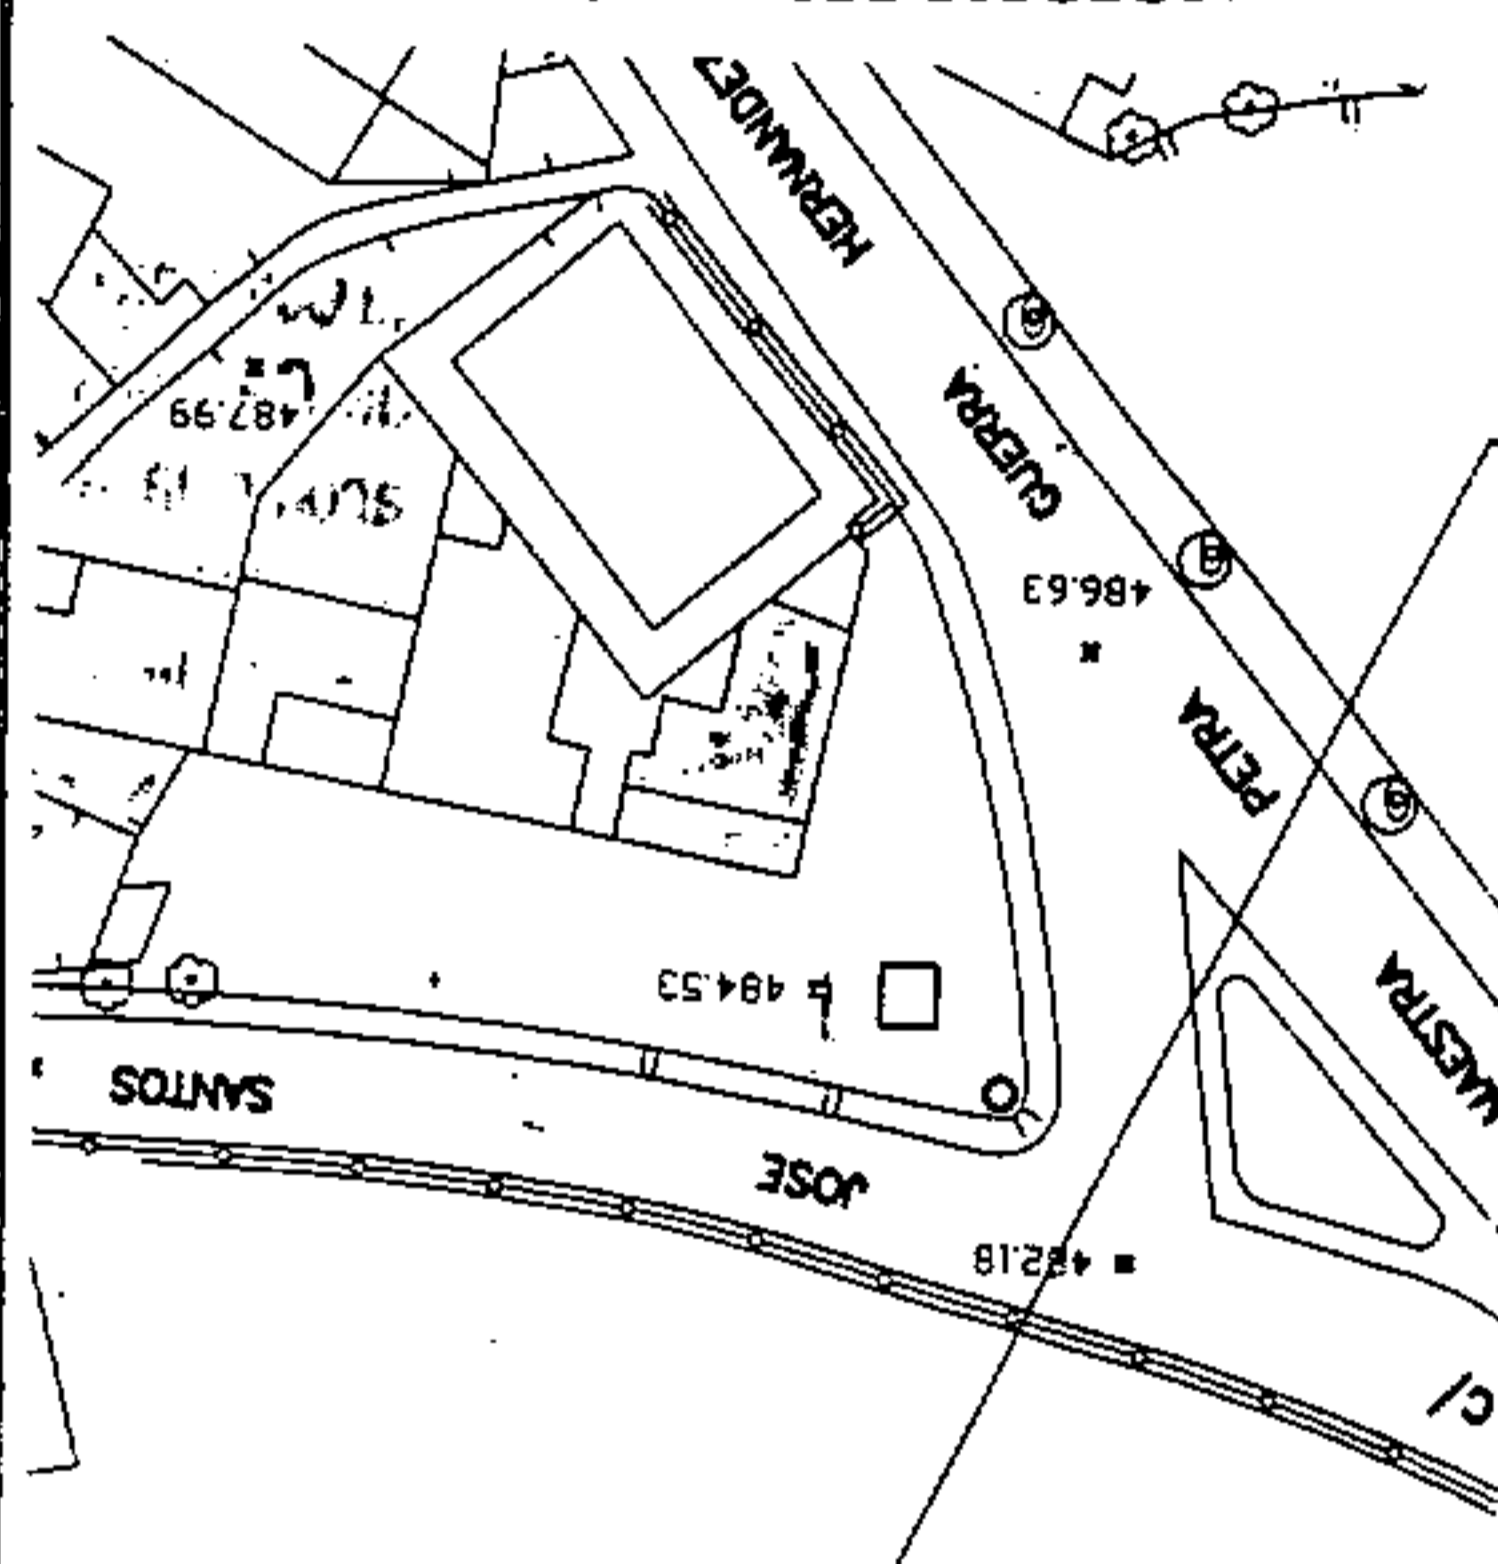 C/
482.18
JOSE
SANTOS
484.53
MAESTRA
PETRA
GUERRA
HERNANDEZ
486.63
487.99
B
B
B